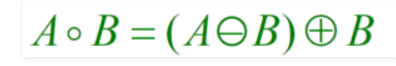 A ∘ B = (A ⊖ B) ⊕ B